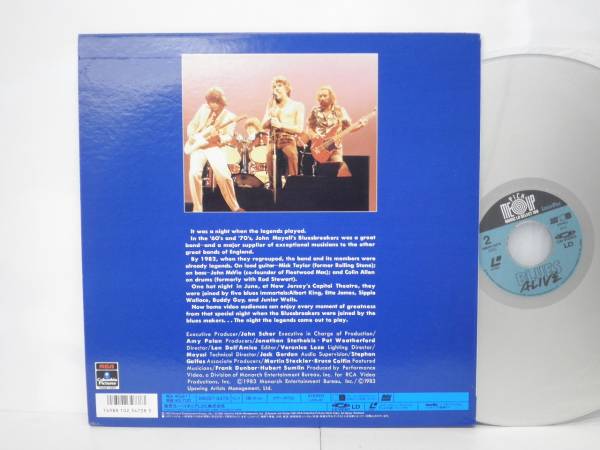 It was a night when the legends played.
In the '60's and '70's, John Mayall's Bluesbreakers was a great
band—and a major supplier of exceptional musicians to the other
great bands of England.
By 1982, when they regrouped, the band and its members were
already legends. On lead guitar—Mick Taylor (former Rolling Stone);
on bass—John McVie (co-founder of Fleetwood Mac); and Colin Allen
on drums (formerly with Rod Stewart).
One hot night in June, at New Jersey's Capitol Theatre, they
were joined by five blues immortals:Albert King, Etta James, Sippie
Wallace, Buddy Guy, and Junior Wells.
Now home video audiences can enjoy every moment of greatness
from that special night when the Bluesbreakers were joined by the
blues makers. . . The night the legends came out to play.
Executive Producer/John Scher Executive in Charge of Production/
Amy Polan Producers/Jonathan Stathakis - Pat Weatherford
Director/Len Dell'Amico Editor/Veronica Loza Lighting Director/
Technical Director/Jack Gordon Audio Supervision/Stephan
Galfas Associate Producers/Martin Steckler-Bruce Colfin Featured
Musicians/Frank Dunbar-Hubert Sumlin Produced by Performance
Video, a Division of Monarch Entertainment Bureau, Inc. for RCA
Video Productions, Inc. ©1983 Monarch Entertainment Bureau, Inc./©1983
Upswing Artists Management, Ltd.
RCA
Pictures
STEREO
LD
PICK
ME UP
2
LD
BLUES
ALIVE